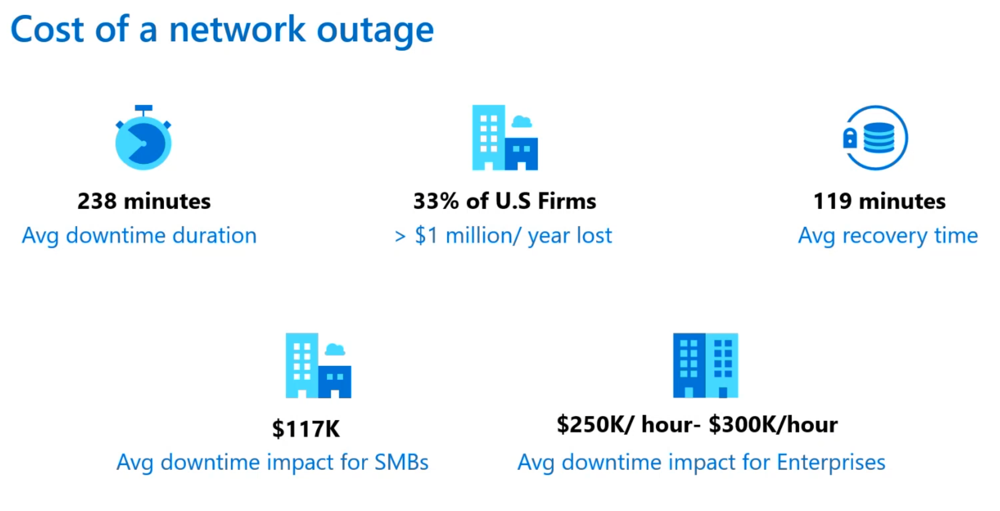 Cost of a network outage
238 minutes
Avg downtime duration
33% of U.S Firms
> $1 million/ year lost
119 minutes
Avg recovery time
$117K
Avg downtime impact for SMBs
$250K/ hour- $300K/hour
Avg downtime impact for Enterprises